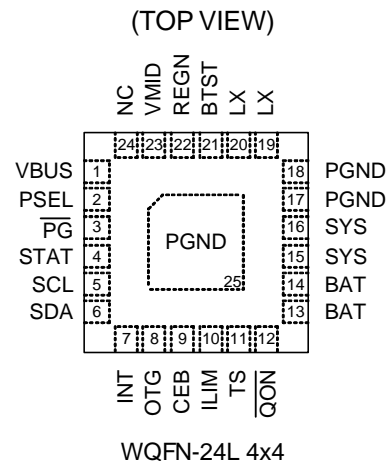 (TOP VIEW)
NC
VMID
REGN
BTST
LX
LX
24 23 22 21 20 19
VBUS 1 18 PGND
PSEL 2 17 PGND
PG 3 16 SYS
STAT 4 15 SYS
SCL 5 14 BAT
SDA 6 13 BAT
PGND
25
7 8 9 10 11 12
INT
OTG
CEB
ILIM
TS
QON
WQFN-24L 4x4